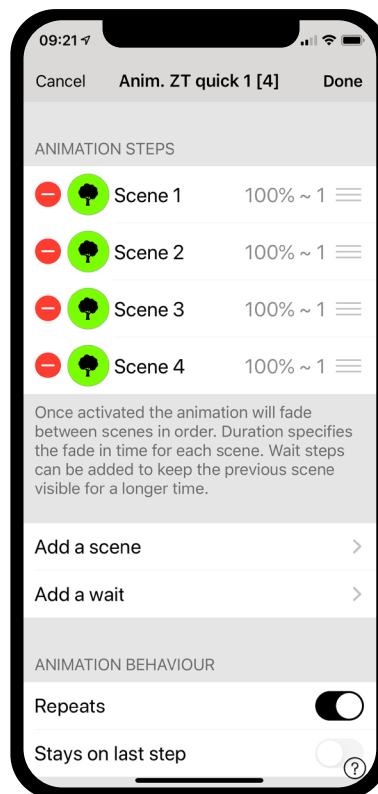 09:21
Cancel Anim. ZT quick 1 [4] Done
ANIMATION STEPS
Scene 1 100% ~ 1
Scene 2 100% ~ 1
Scene 3 100% ~ 1
Scene 4 100% ~ 1
Once activated the animation will fade
between scenes in order. Duration specifies
the fade in time for each scene. Wait steps
can be added to keep the previous scene
visible for a longer time.
Add a scene
Add a wait
ANIMATION BEHAVIOUR
Repeats
Stays on last step
?